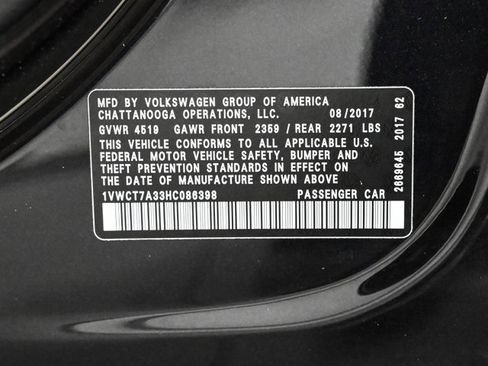 MFD BY VOLKSWAGEN GROUP OF AMERICA
CHATTANOOGA OPERATIONS, LLC. 08/2017
GVWR 4519 GAWR FRONT 2359 / REAR 2271 LBS
THIS VEHICLE CONFORMS TO ALL APPLICABLE U.S.
FEDERAL MOTOR VEHICLE SAFETY, BUMPER AND
THEFT PREVENTION STANDARDS IN EFFECT ON
THE DATE OF MANUFACTURE SHOWN ABOVE
1VWCT7A33HC086398 PASSENGER CAR
2669645 2017 62